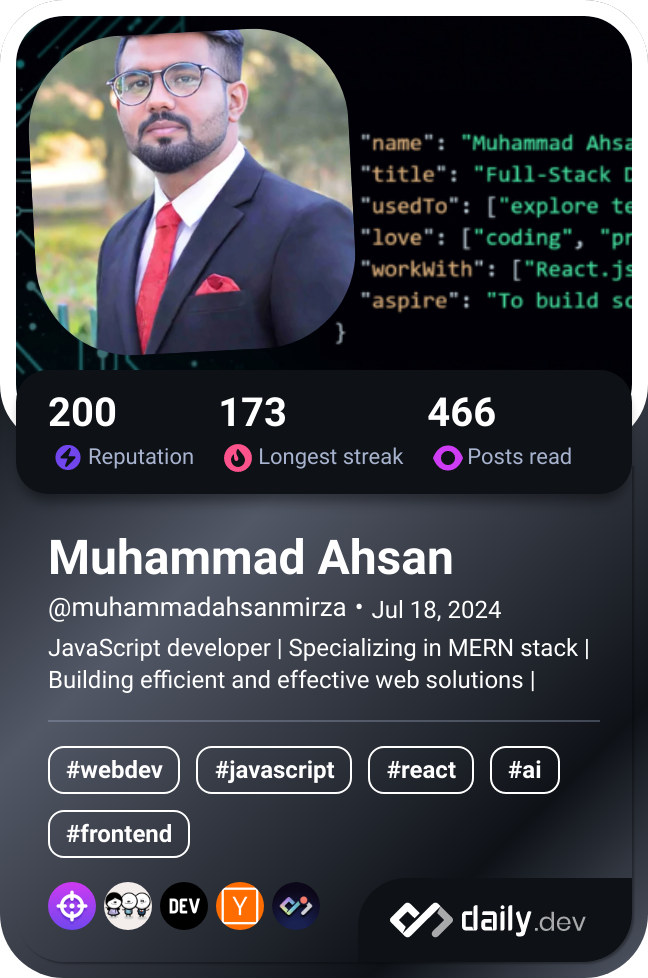 "name": "Muhammad Ahsa
"title": "Full-Stack D
"usedTo": ["explore te
"love": ["coding", "pr
"workWith": ["React.js
"aspire": "To build sc
}
200 173 466
Reputation Longest streak Posts read
Muhammad Ahsan
@muhammadahsanmirza • Jul 18, 2024
JavaScript developer | Specializing in MERN stack |
Building efficient and effective web solutions |
#webdev #javascript #react #ai
#frontend
DEV Y daily.dev